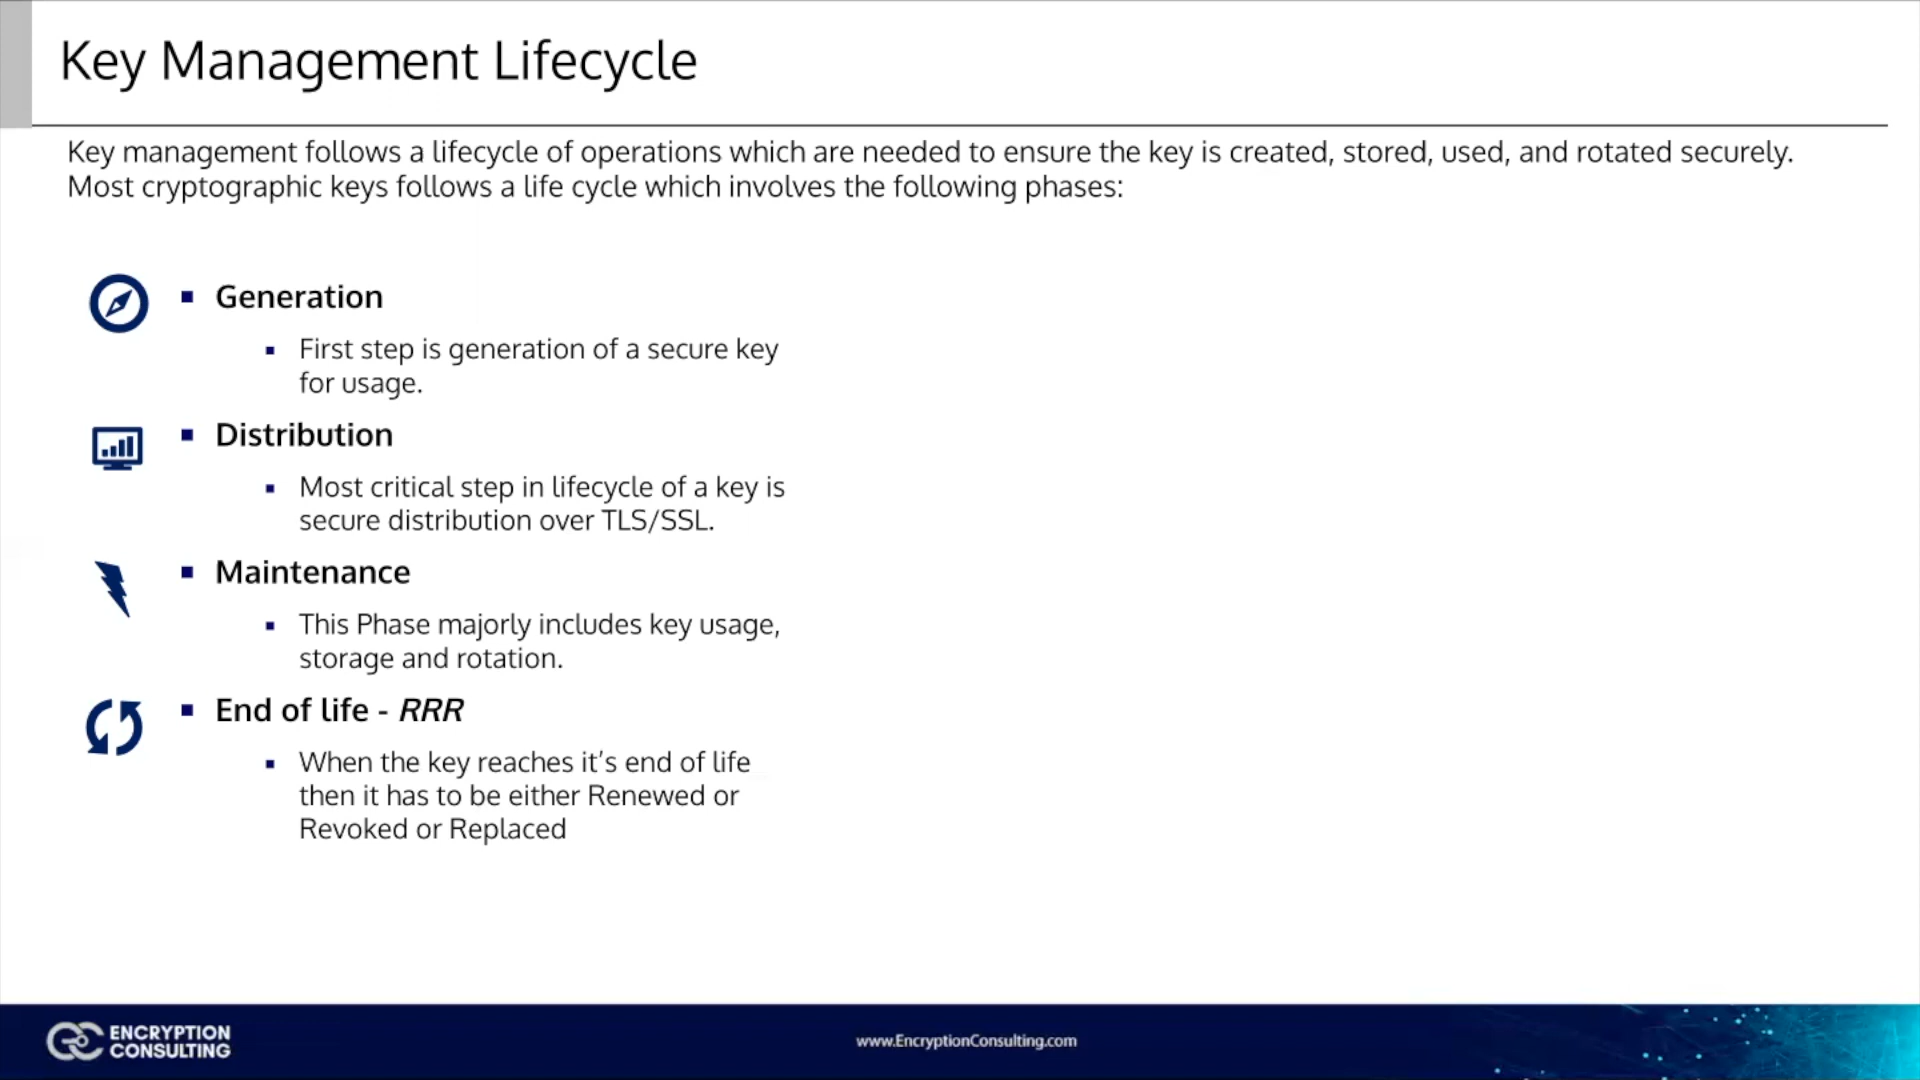 Key Management Lifecycle
Key management follows a lifecycle of operations which are needed to ensure the key is created, stored, used, and rotated securely.
Most cryptographic keys follows a life cycle which involves the following phases:
▪ Generation
▪ First step is generation of a secure key
for usage.
▪ Distribution
▪ Most critical step in lifecycle of a key is
secure distribution over TLS/SSL.
▪ Maintenance
▪ This Phase majorly includes key usage,
storage and rotation.
▪ End of life - RRR
▪ When the key reaches it’s end of life
then it has to be either Renewed or
Revoked or Replaced
ENCRYPTION
CONSULTING
www.EncryptionConsulting.com